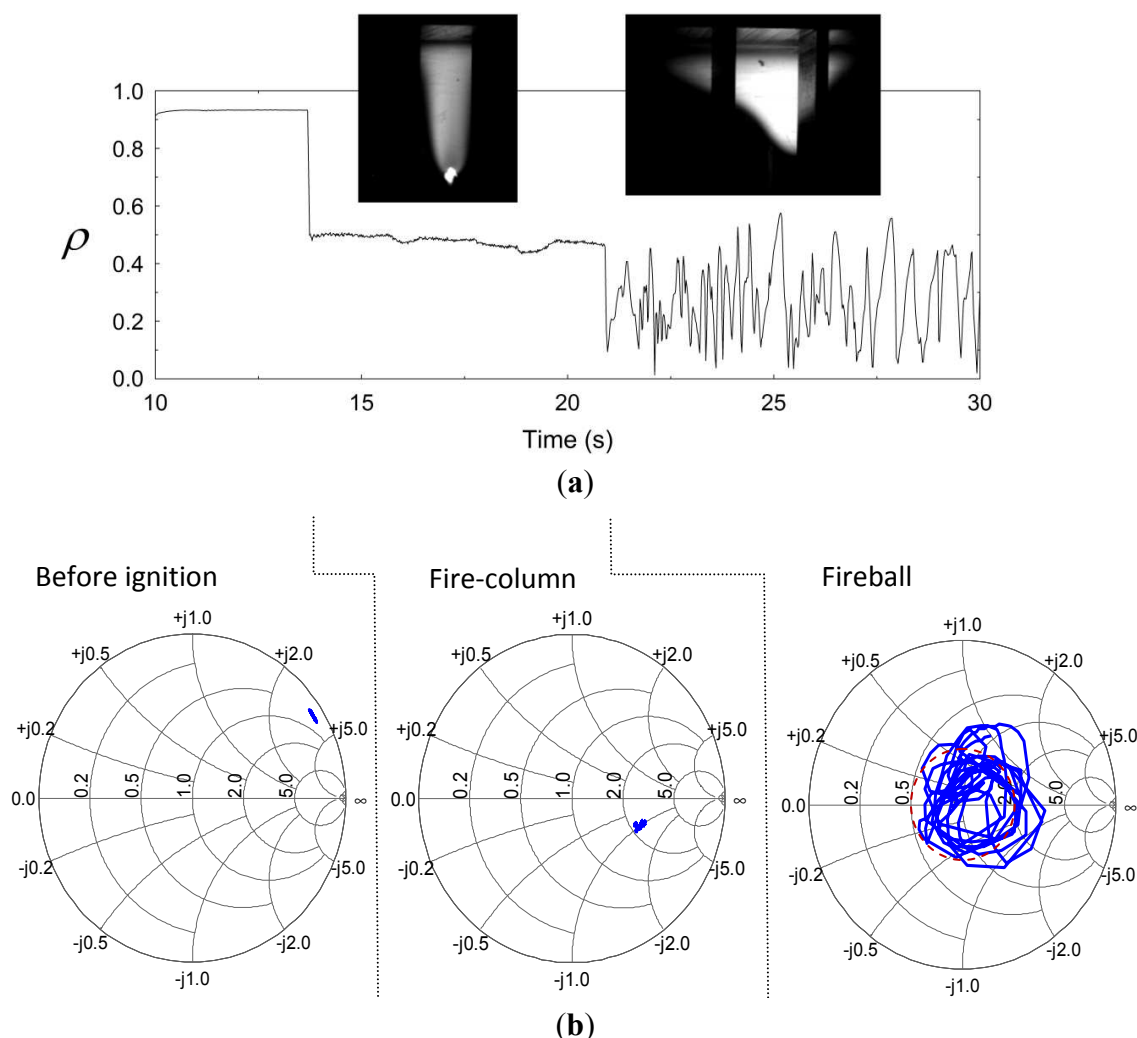 1.0
0.8
0.6
ρ
0.4
0.2
0.0
10 15 20 25 30
Time (s)
(a)
Before ignition Fire-column Fireball
+j1.0 +j1.0 +j1.0
+j0.5 +j2.0 +j0.5 +j2.0 +j0.5 +j2.0
+j0.2 +j5.0 +j0.2 +j5.0 +j0.2 +j5.0
0.0 0.2 0.5 1.0 2.0 5.0 ∞ 0.0 0.2 0.5 1.0 2.0 5.0 ∞ 0.0 0.2 0.5 2.0 5.0 ∞
-j0.2 -j5.0 -j0.2 -j5.0 -j0.2 -j5.0
-j0.5 -j2.0 -j0.5 -j2.0 -j0.5 -j2.0
-j1.0 -j1.0 -j1.0
(b)